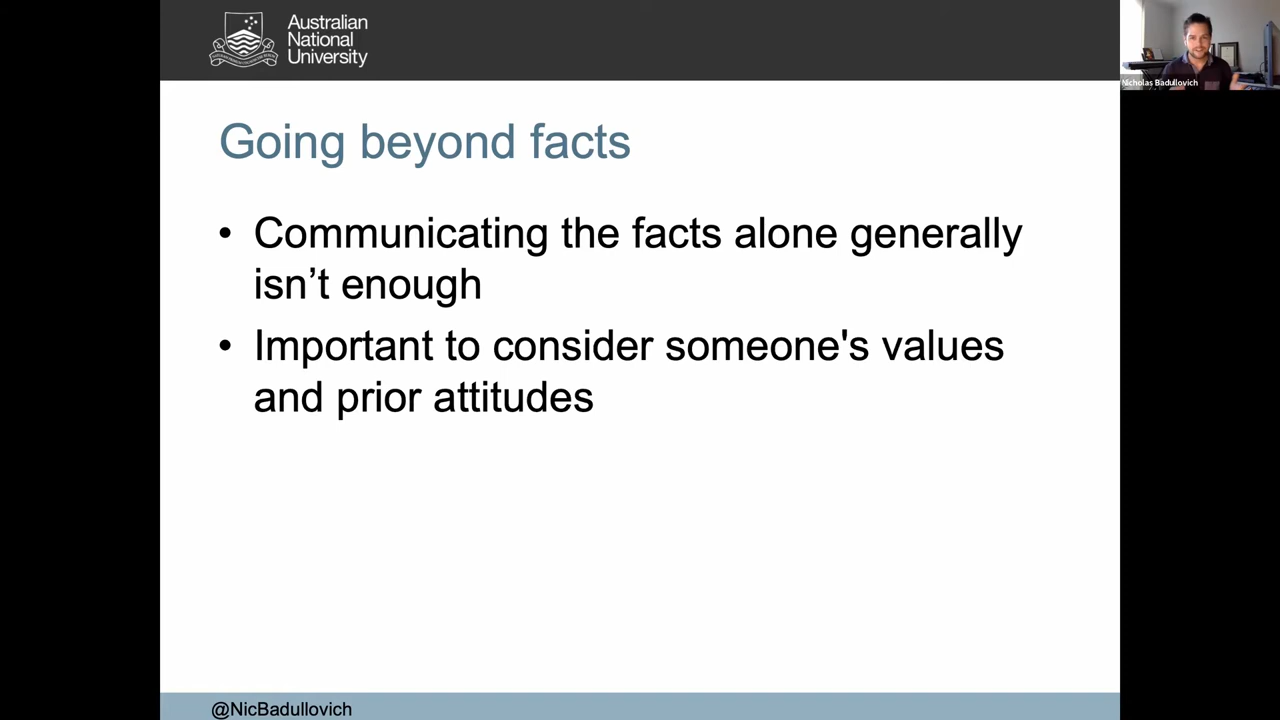 Australian
National
University
Nicholas Badullovich
Going beyond facts
• Communicating the facts alone generally
isn’t enough
• Important to consider someone's values
and prior attitudes
@NicBadullovich